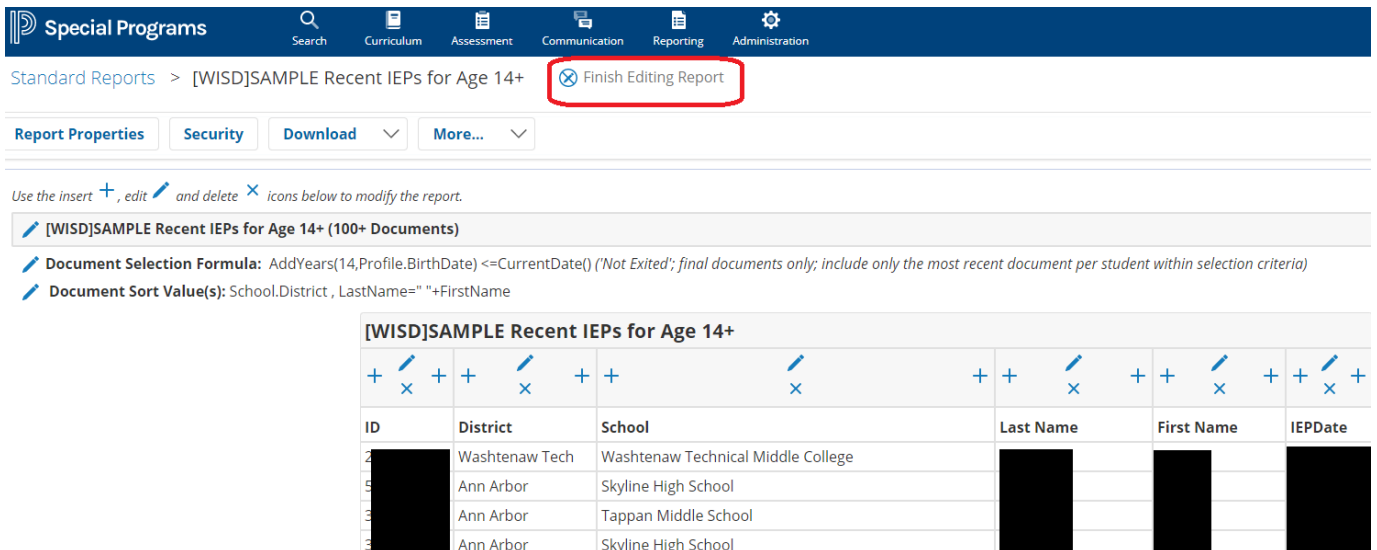 Special Programs
Search Curriculum Assessment Communication Reporting Administration
Standard Reports > [WISD]SAMPLE Recent IEPs for Age 14+ Finish Editing Report
Report Properties Security Download More...
Use the insert + , edit and delete × icons below to modify the report.
[WISD]SAMPLE Recent IEPs for Age 14+ (100+ Documents)
Document Selection Formula: AddYears(14,Profile.BirthDate) <=CurrentDate() ('Not Exited'; final documents only; include only the most recent document per student within selection criteria)
Document Sort Value(s): School.District , LastName=" "+FirstName
[WISD]SAMPLE Recent IEPs for Age 14+
ID District School Last Name First Name IEPDate
Washtenaw Tech Washtenaw Technical Middle College
Ann Arbor Skyline High School
Ann Arbor Tappan Middle School
Ann Arbor Skyline High School